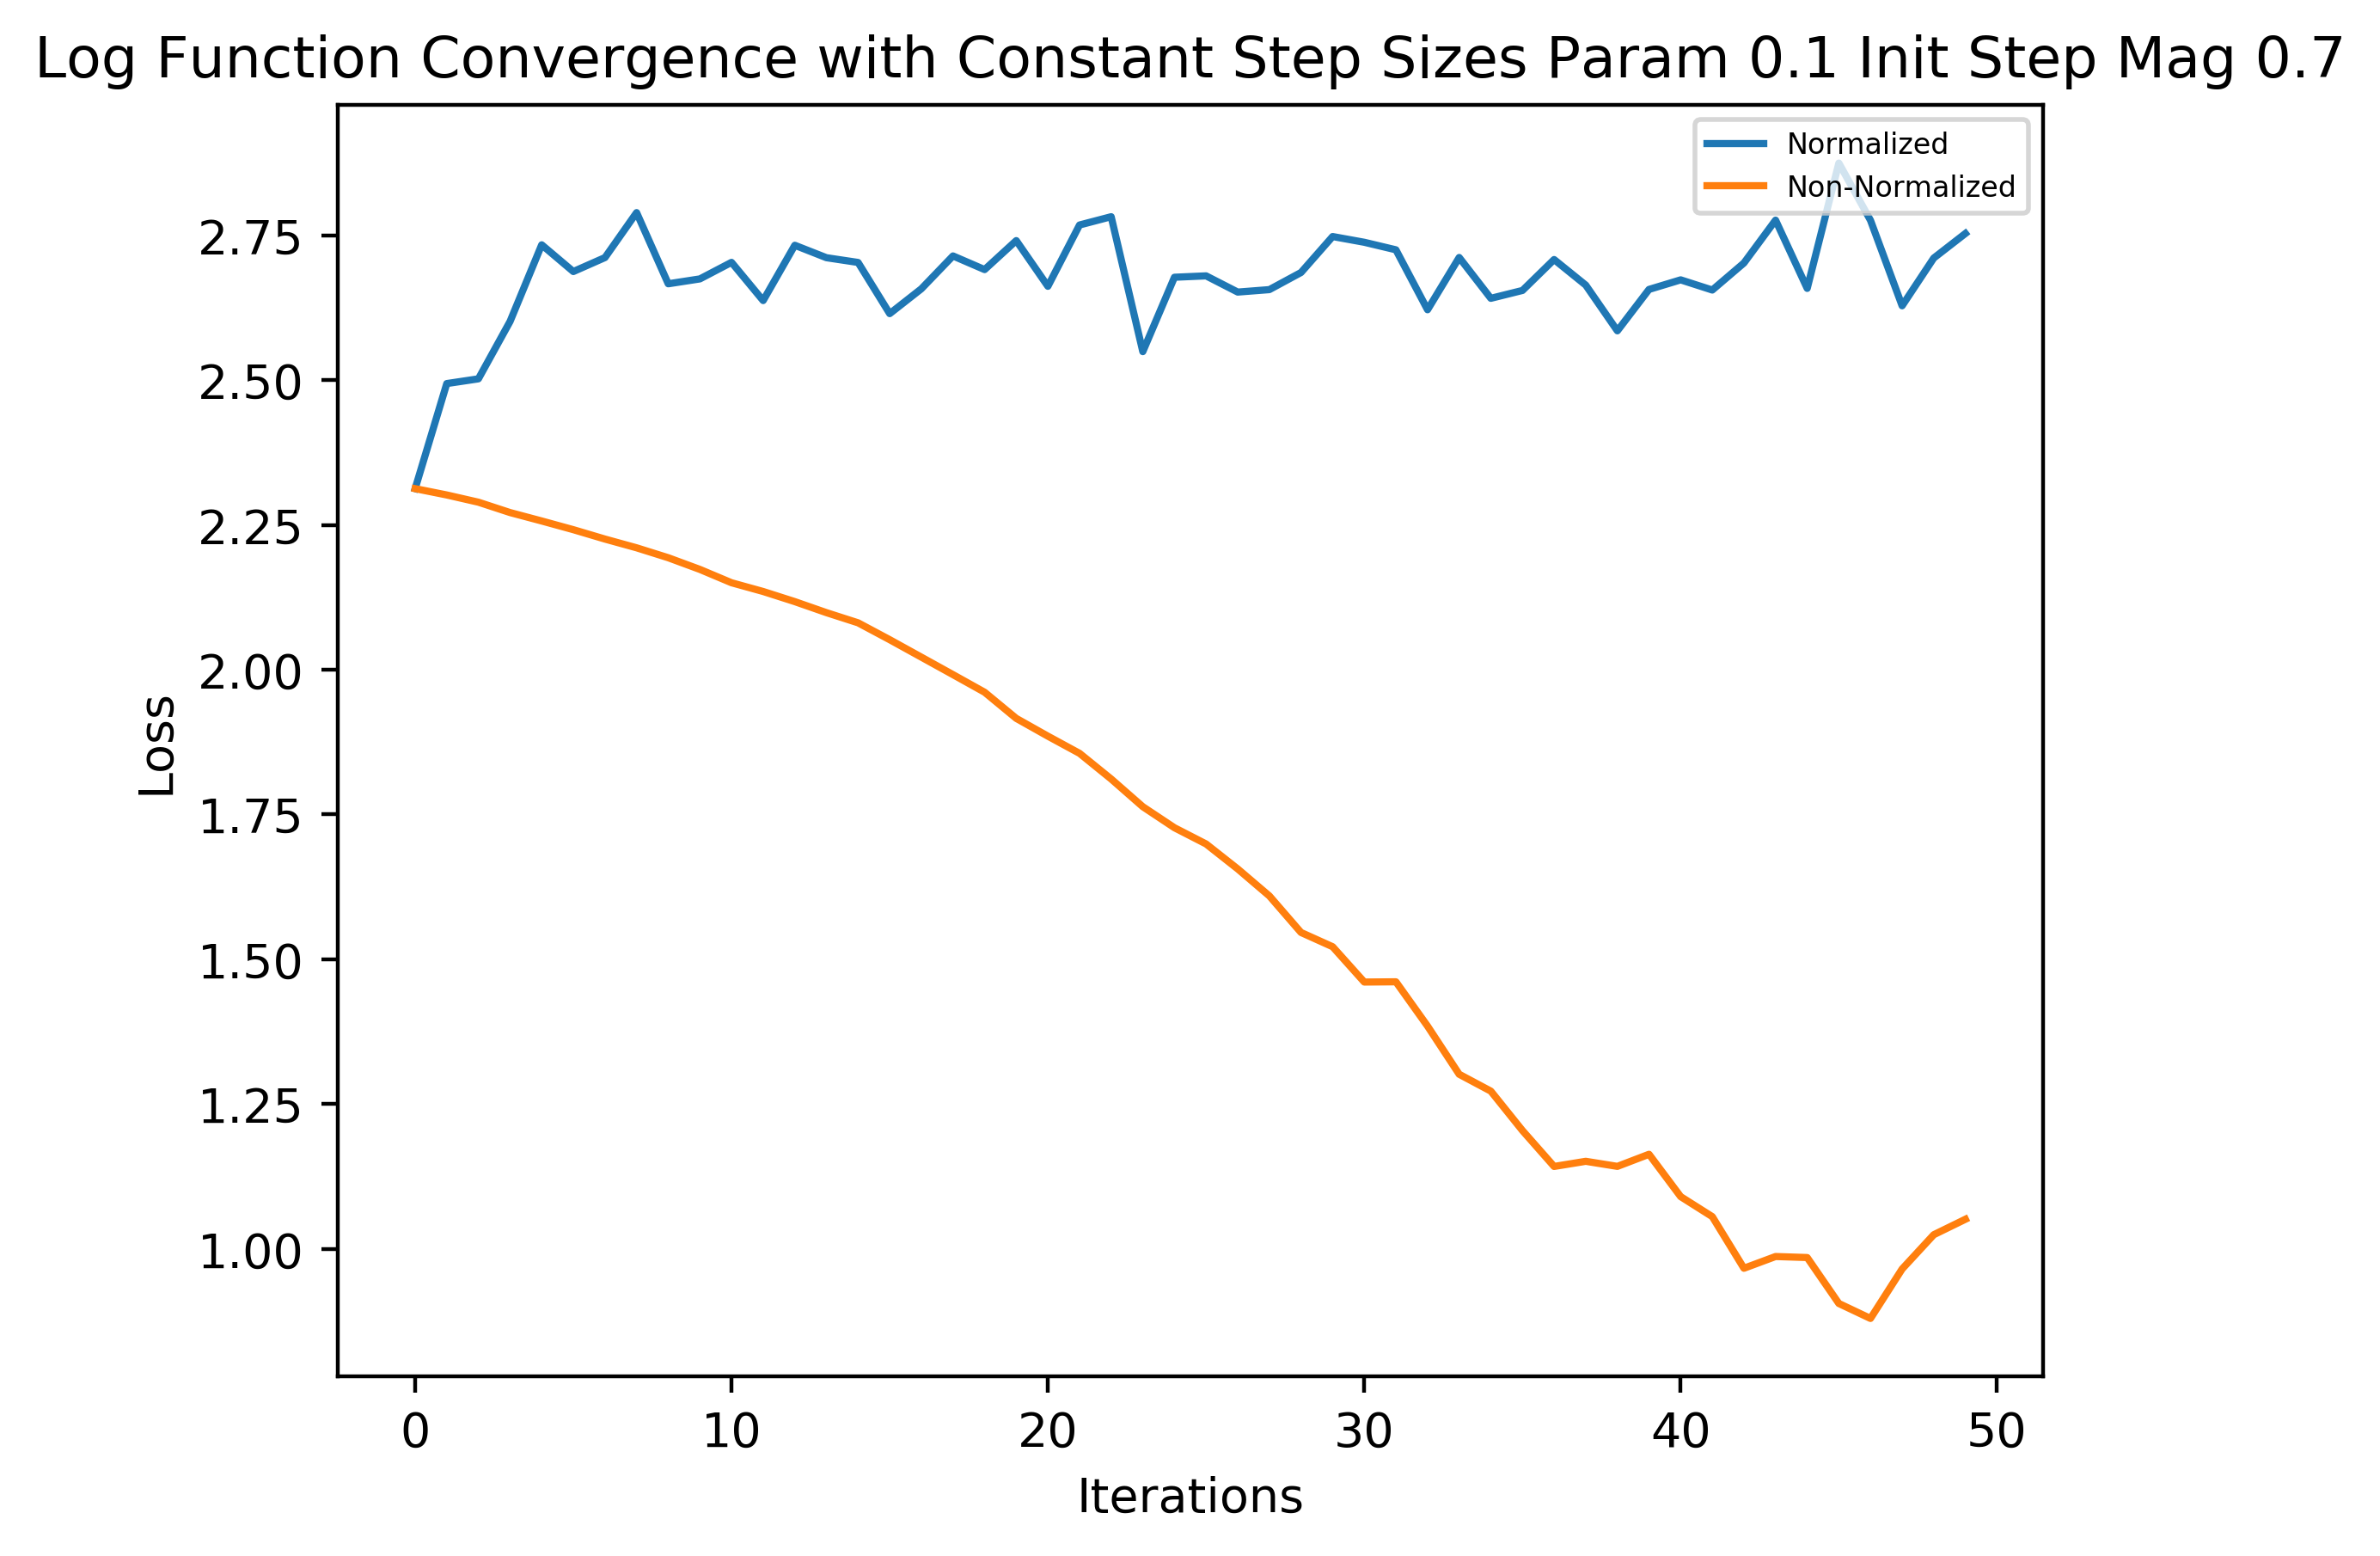 Log Function Convergence with Constant Step Sizes Param 0.1 Init Step Mag 0.7
Normalized
Non-Normalized
2.75
2.50
2.25
2.00
1.75
1.50
1.25
1.00
Loss
0 10 20 30 40 50
Iterations